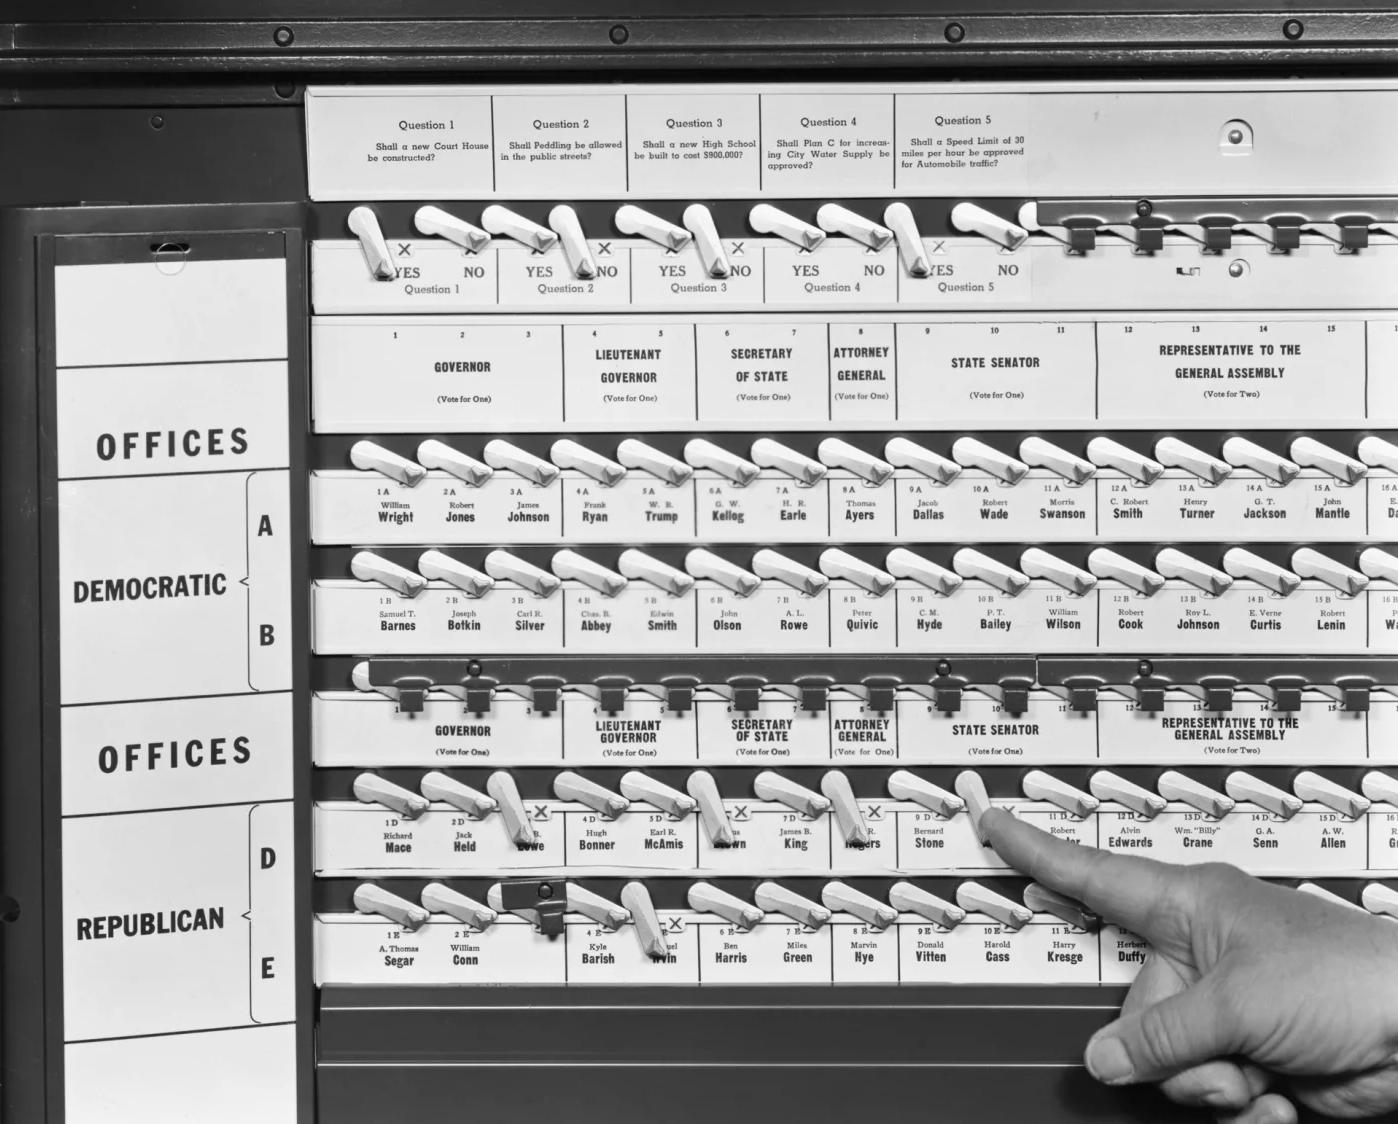 Question 1
Shall a new Court House
be constructed?
Question 2
Shall Peddling be allowed
in the public streets?
Question 3
Shall a new High School
be built to cost $900,000?
Question 4
Shall Plan C for increas-
ing City Water Supply be
approved?
Question 5
Shall a Speed Limit of 30
miles per hour be approved
for Automobile traffic?
YES NO
Question 1
YES NO
Question 2
YES NO
Question 3
YES NO
Question 4
YES NO
Question 5
OFFICES
1 2 3
GOVERNOR
(Vote for One)
4 5
LIEUTENANT
GOVERNOR
(Vote for One)
6 7
SECRETARY
OF STATE
(Vote for One)
8
ATTORNEY
GENERAL
(Vote for One)
9 10 11
STATE SENATOR
(Vote for One)
12 13 14 15
REPRESENTATIVE TO THE
GENERAL ASSEMBLY
(Vote for Two)
DEMOCRATIC
A
1 A
William
Wright
2 A
Robert
Jones
3 A
James
Johnson
4 A
Frank
Ryan
5 A
W. B.
Trump
6 A
G. W.
Kellog
7 A
H. R.
Earle
8 A
Thomas
Ayers
9 A
Jacob
Dallas
10 A
Robert
Wade
11 A
Morris
Swanson
12 A
C. Robert
Smith
13 A
Henry
Turner
14 A
G. T.
Jackson
15 A
John
Mantle
16 A
B
1 B
Samuel T.
Barnes
2 B
Joseph
Botkin
3 B
Carl R.
Silver
4 B
Chas. B.
Abbey
5 B
Edwin
Smith
6 B
John
Olson
7 B
A. L.
Rowe
8 B
Peter
Quivic
9 B
C. M.
Hyde
10 B
P. T.
Bailey
11 B
William
Wilson
12 B
Robert
Cook
13 B
Roy L.
Johnson
14 B
E. Verne
Curtis
15 B
Robert
Lenin
16 B
OFFICES
GOVERNOR
(Vote for One)
LIEUTENANT
GOVERNOR
(Vote for One)
SECRETARY
OF STATE
(Vote for One)
ATTORNEY
GENERAL
(Vote for One)
STATE SENATOR
(Vote for One)
REPRESENTATIVE TO THE
GENERAL ASSEMBLY
(Vote for Two)
REPUBLICAN
D
1 D
Richard
Mace
2 D
Jack
Held
4 D
Hugh
Bonner
5 D
Earl R.
McAmis
7 D
James B.
King
9 D
Bernard
Stone
11 D
Robert
12 D
Alvin
Edwards
13 D
Wm. "Billy"
Crane
14 D
G. A.
Senn
15 D
A. W.
Allen
E
1 E
A. Thomas
Segar
2 E
William
Conn
4 E
Kyle
Barish
6 E
Ben
Harris
7 E
Miles
Green
8 E
Marvin
Nye
9 E
Donald
Vitten
10 E
Harold
Cass
11 E
Harry
Kresge
Herbert
Duffy